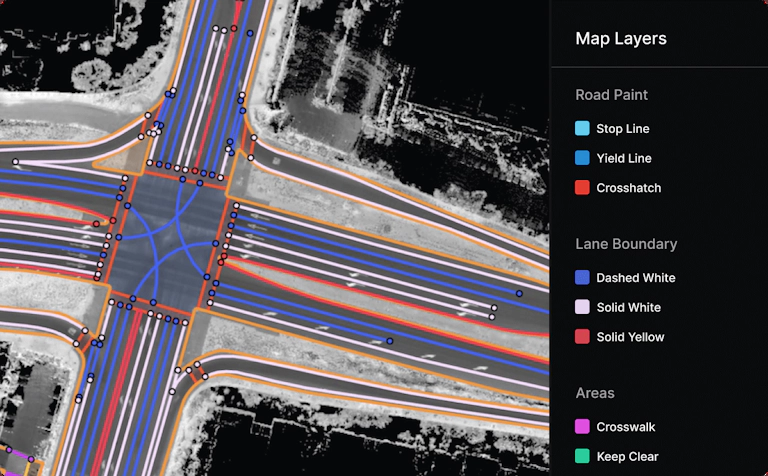 Map Layers
Road Paint
Stop Line
Yield Line
Crosshatch
Lane Boundary
Dashed White
Solid White
Solid Yellow
Areas
Crosswalk
Keep Clear